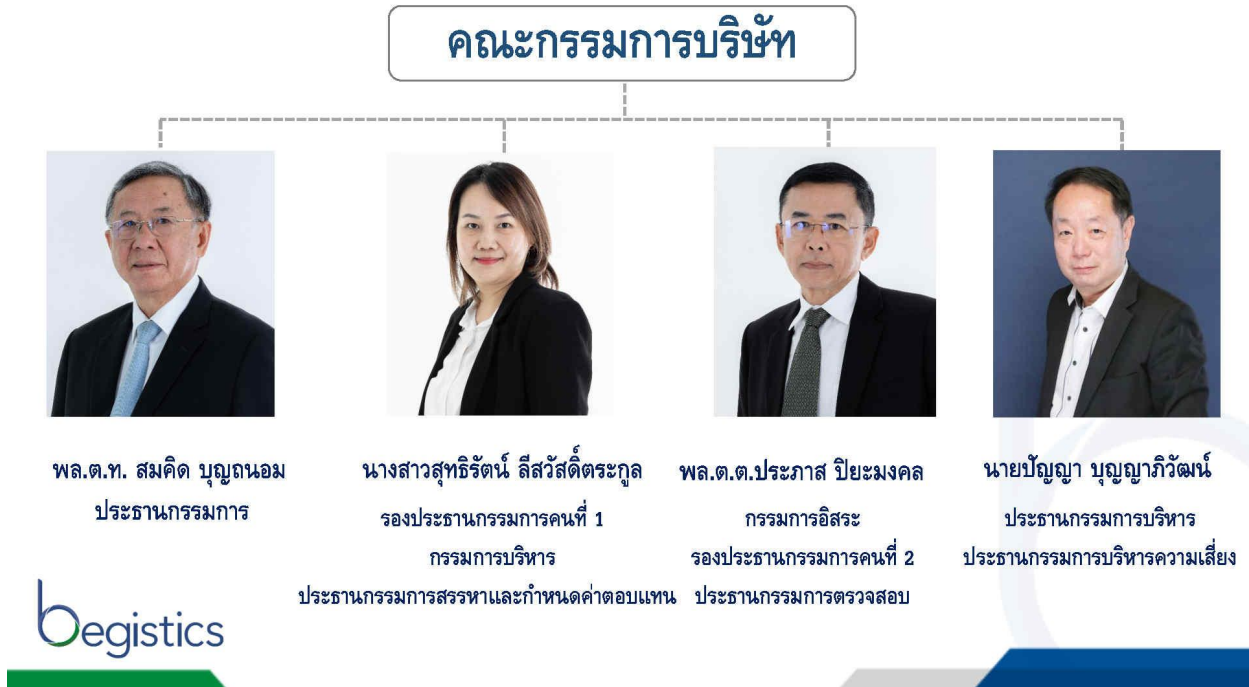 คณะกรรมการบริษัท
พล.ต.ท. สมคิด บุญถนอม
ประธานกรรมการ
นางสาวสุทธิรัตน์ ลีสวัสดิ์ตระกูล
รองประธานกรรมการคนที่ 1
กรรมการบริหาร
ประธานกรรมการสรรหาและกำหนดค่าตอบแทน
พล.ต.ต.ประภาส ปิยะมงคล
กรรมการอิสระ
รองประธานกรรมการคนที่ 2
ประธานกรรมการตรวจสอบ
นายปัญญา บุญญาภิวัฒน์
ประธานกรรมการบริหาร
ประธานกรรมการบริหารความเสี่ยง
begistics